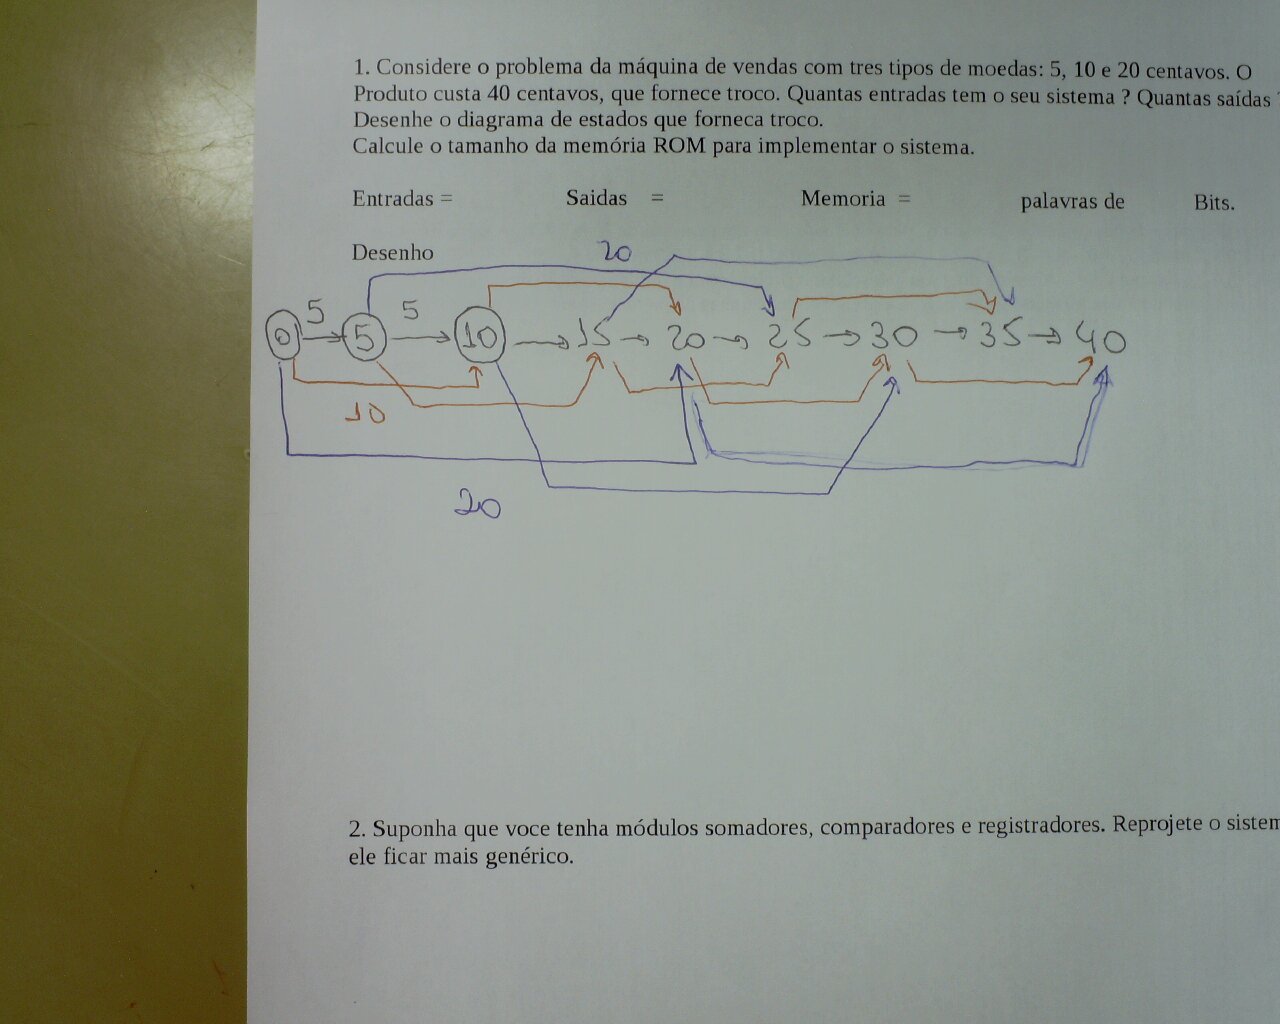 1. Considere o problema da máquina de vendas com tres tipos de moedas: 5, 10 e 20 centavos. O
Produto custa 40 centavos, que fornece troco. Quantas entradas tem o seu sistema ? Quantas saídas ?
Desenhe o diagrama de estados que forneca troco.
Calcule o tamanho da memória ROM para implementar o sistema.
Entradas = Saidas = Memoria = palavras de Bits.
Desenho
20
5 5
0 5 10 15 20 25 30 35 40
10
20
2. Suponha que voce tenha módulos somadores, comparadores e registradores. Reprojete o
ele ficar mais genérico.